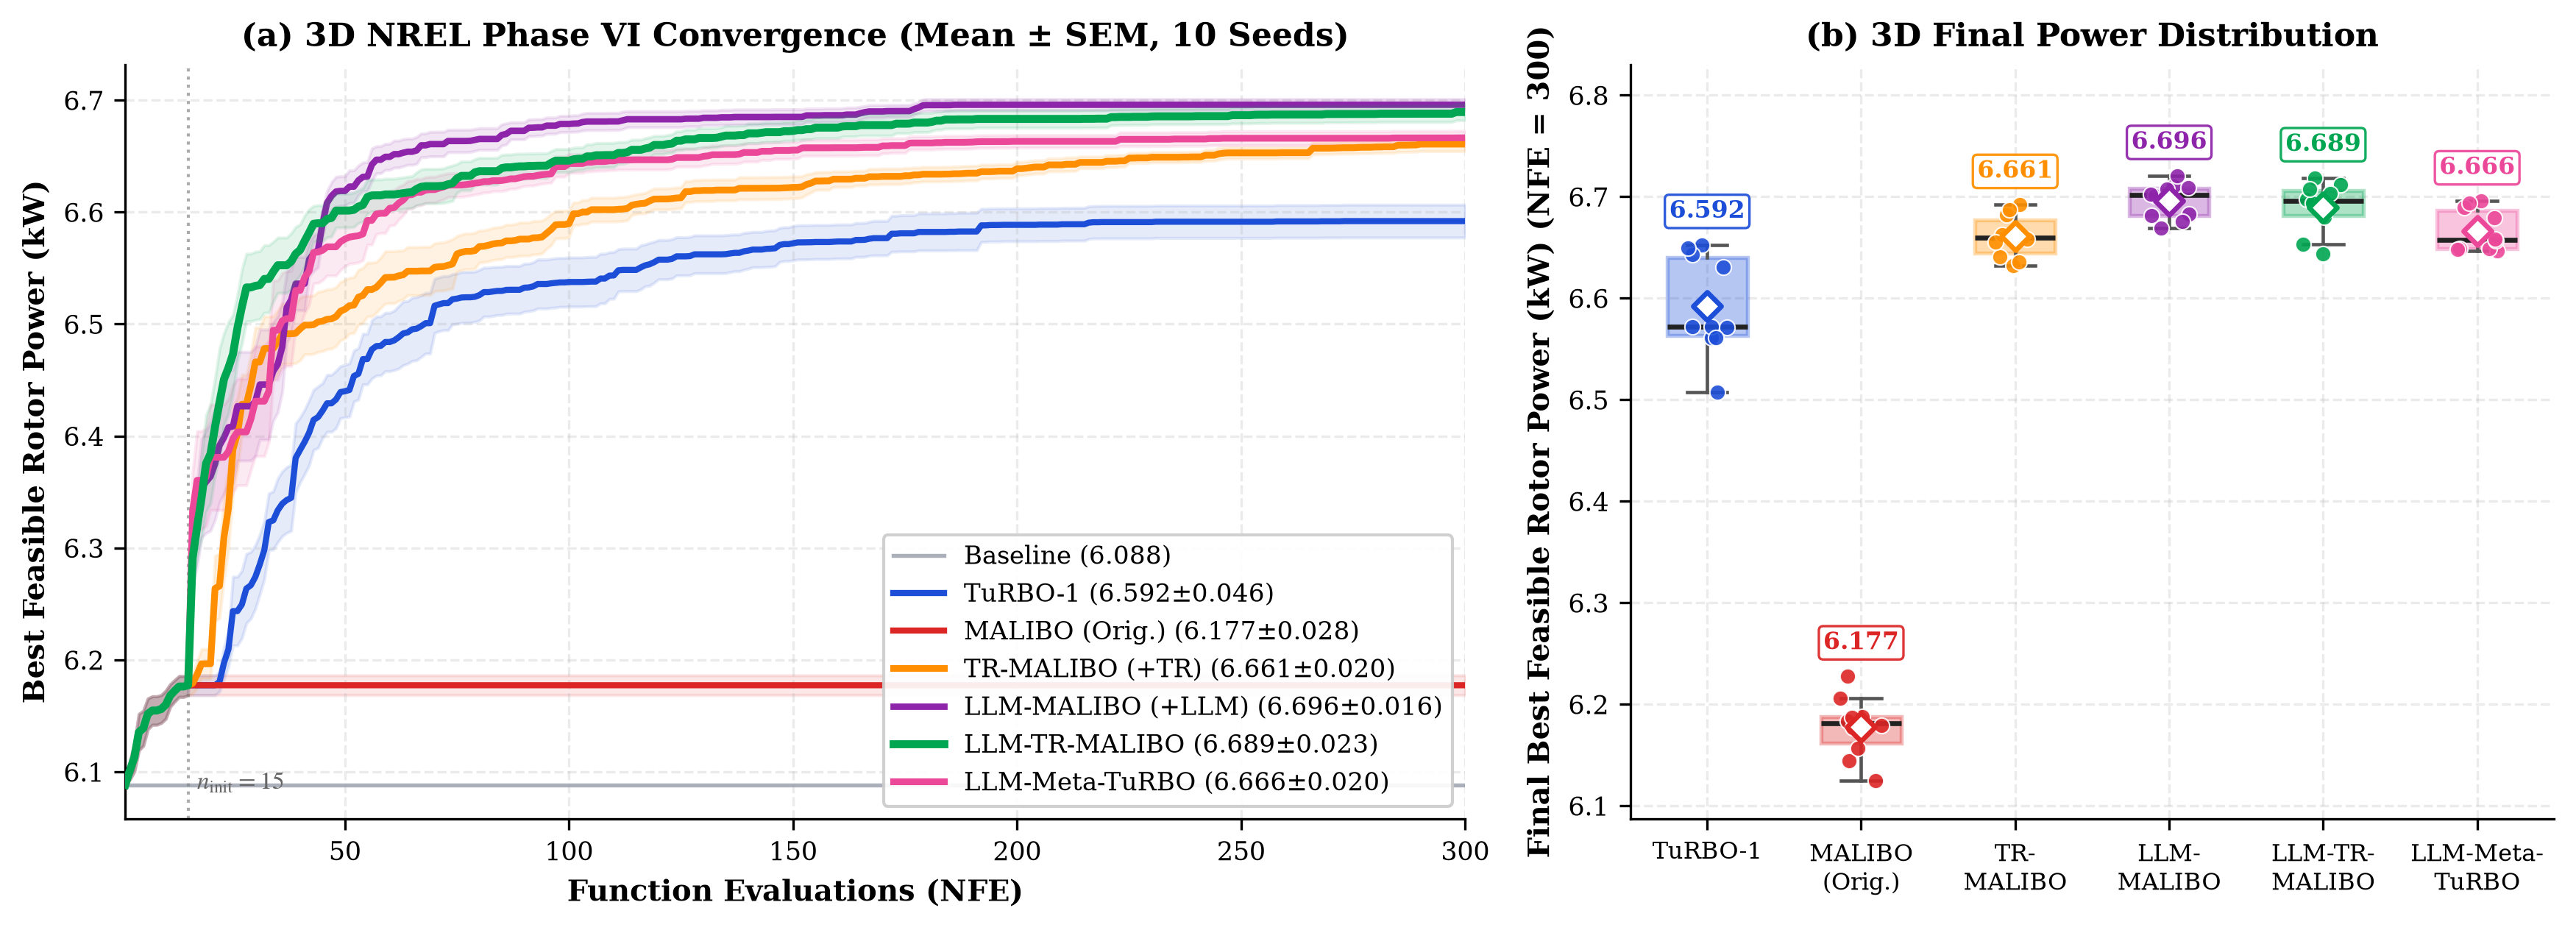 (a) 3D NREL Phase VI Convergence (Mean ± SEM, 10 Seeds)
Best Feasible Rotor Power (kW)
6.7
6.6
6.5
6.4
6.3
6.2
6.1
n_init = 15
Baseline (6.088)
TuRBO-1 (6.592±0.046)
MALIBO (Orig.) (6.177±0.028)
TR-MALIBO (+TR) (6.661±0.020)
LLM-MALIBO (+LLM) (6.696±0.016)
LLM-TR-MALIBO (6.689±0.023)
LLM-Meta-TuRBO (6.666±0.020)
50 100 150 200 250 300
Function Evaluations (NFE)
(b) 3D Final Power Distribution
Final Best Feasible Rotor Power (kW) (NFE = 300)
6.8
6.7
6.6
6.5
6.4
6.3
6.2
6.1
6.592
6.177
6.661
6.696
6.689
6.666
TuRBO-1
MALIBO
(Orig.)
TR-
MALIBO
LLM-
MALIBO
LLM-TR-
MALIBO
LLM-Meta-
TuRBO